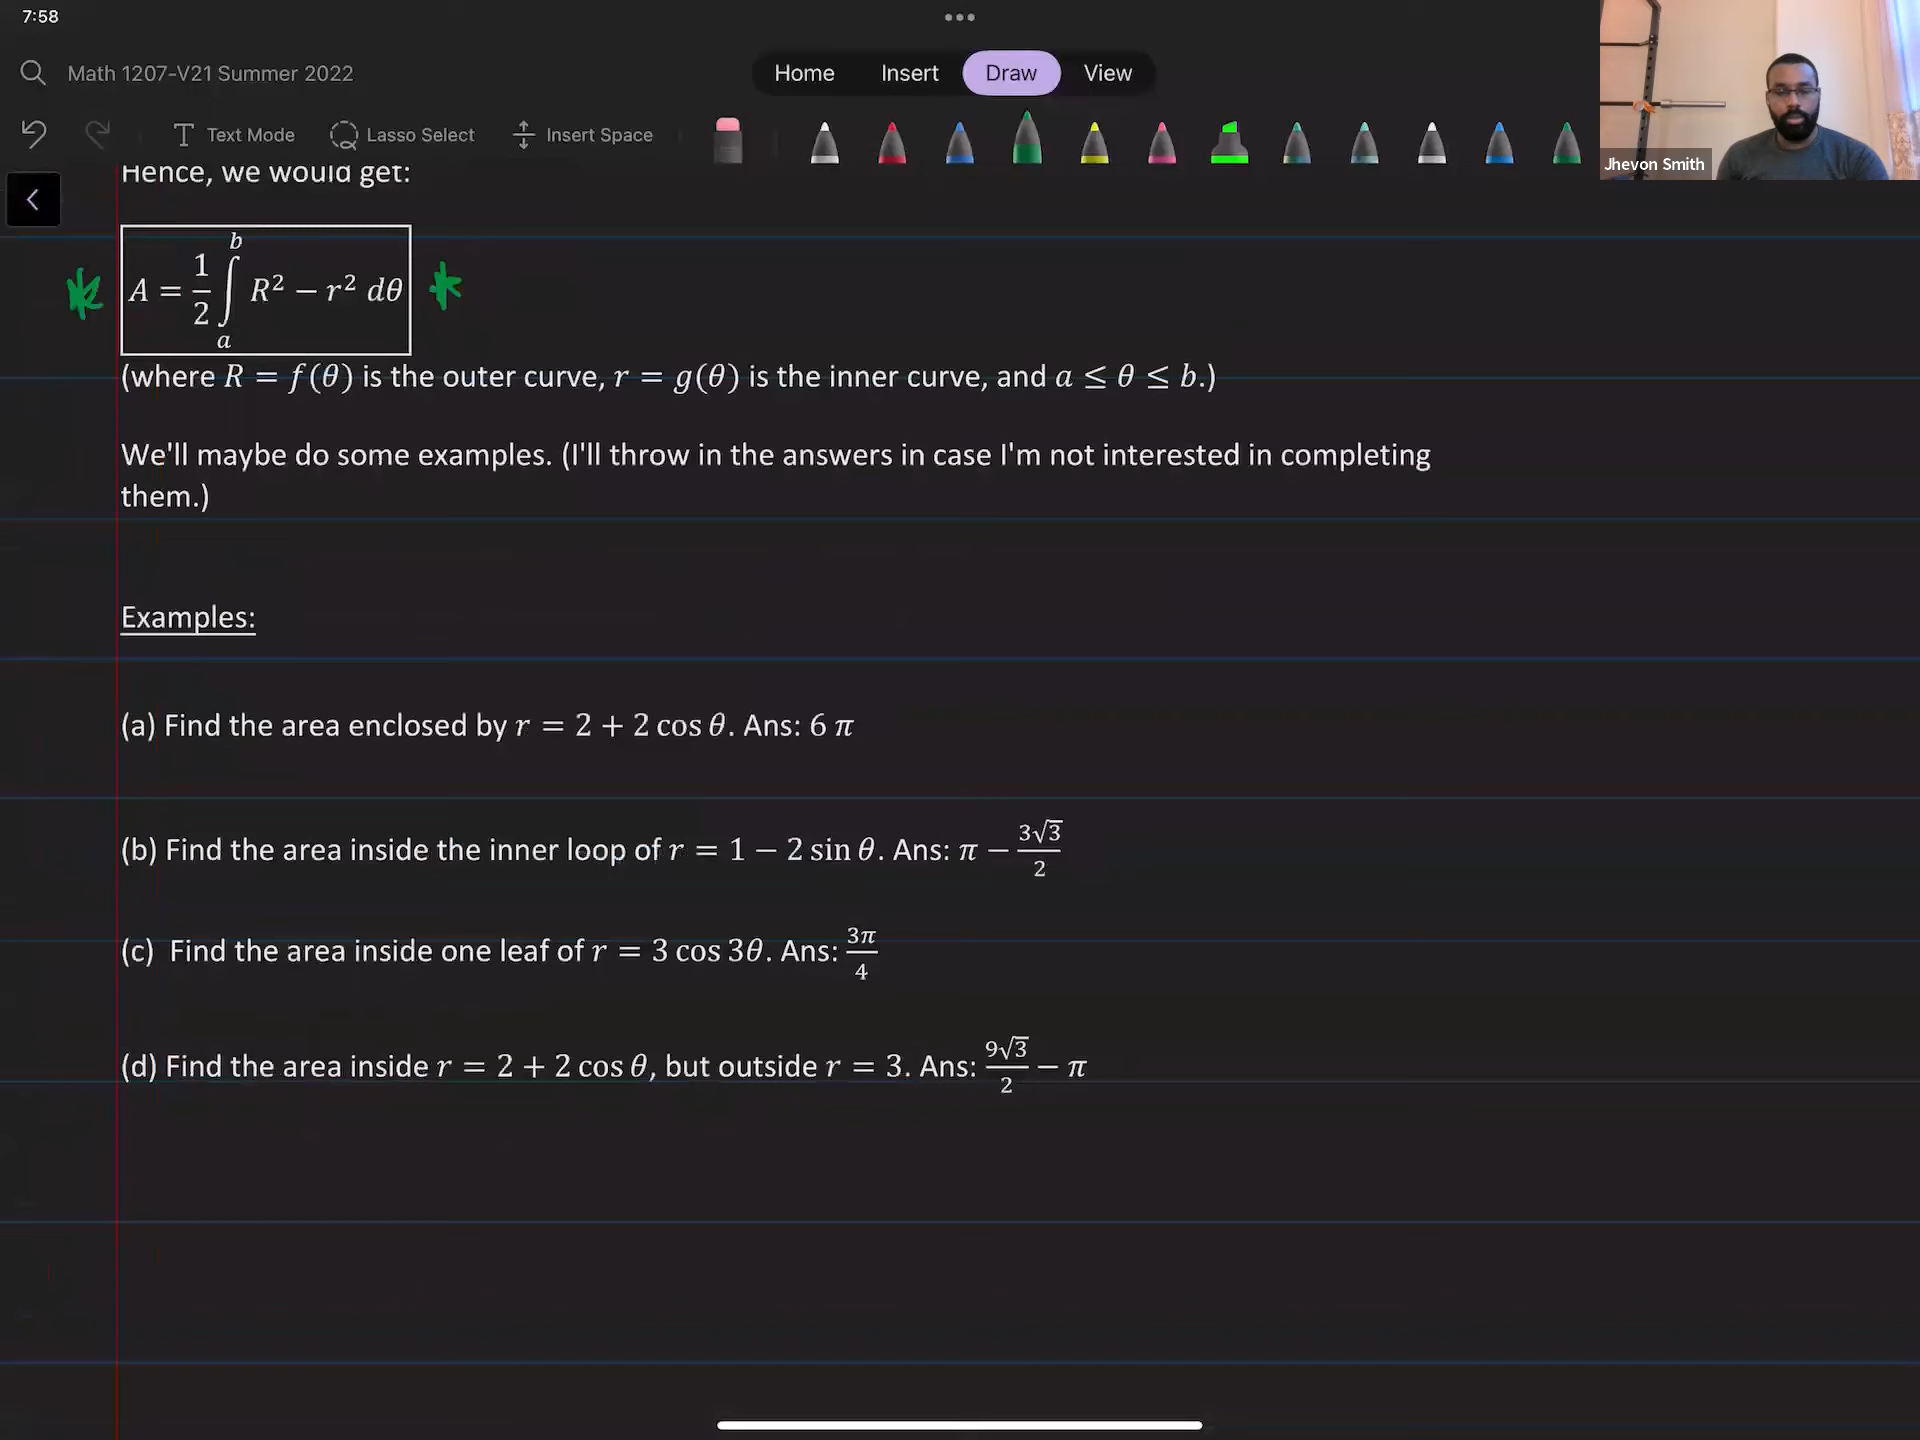 7:58
Math 1207-V21 Summer 2022
Home Insert Draw View
Text Mode Lasso Select Insert Space
Jhevon Smith
Hence, we would get:
A = \frac{1}{2} \int_a^b R² − r² dθ
(where R = f(θ) is the outer curve, r = g(θ) is the inner curve, and a ≤ θ ≤ b.)
We'll maybe do some examples. (I'll throw in the answers in case I'm not interested in completing
them.)
Examples:
(a) Find the area enclosed by r = 2 + 2 cos θ. Ans: 6 π
(b) Find the area inside the inner loop of r = 1 − 2 sin θ. Ans: π − \frac{3√3}{2}
(c) Find the area inside one leaf of r = 3 cos 3θ. Ans: \frac{3π}{4}
(d) Find the area inside r = 2 + 2 cos θ, but outside r = 3. Ans: \frac{9√3}{2} − π